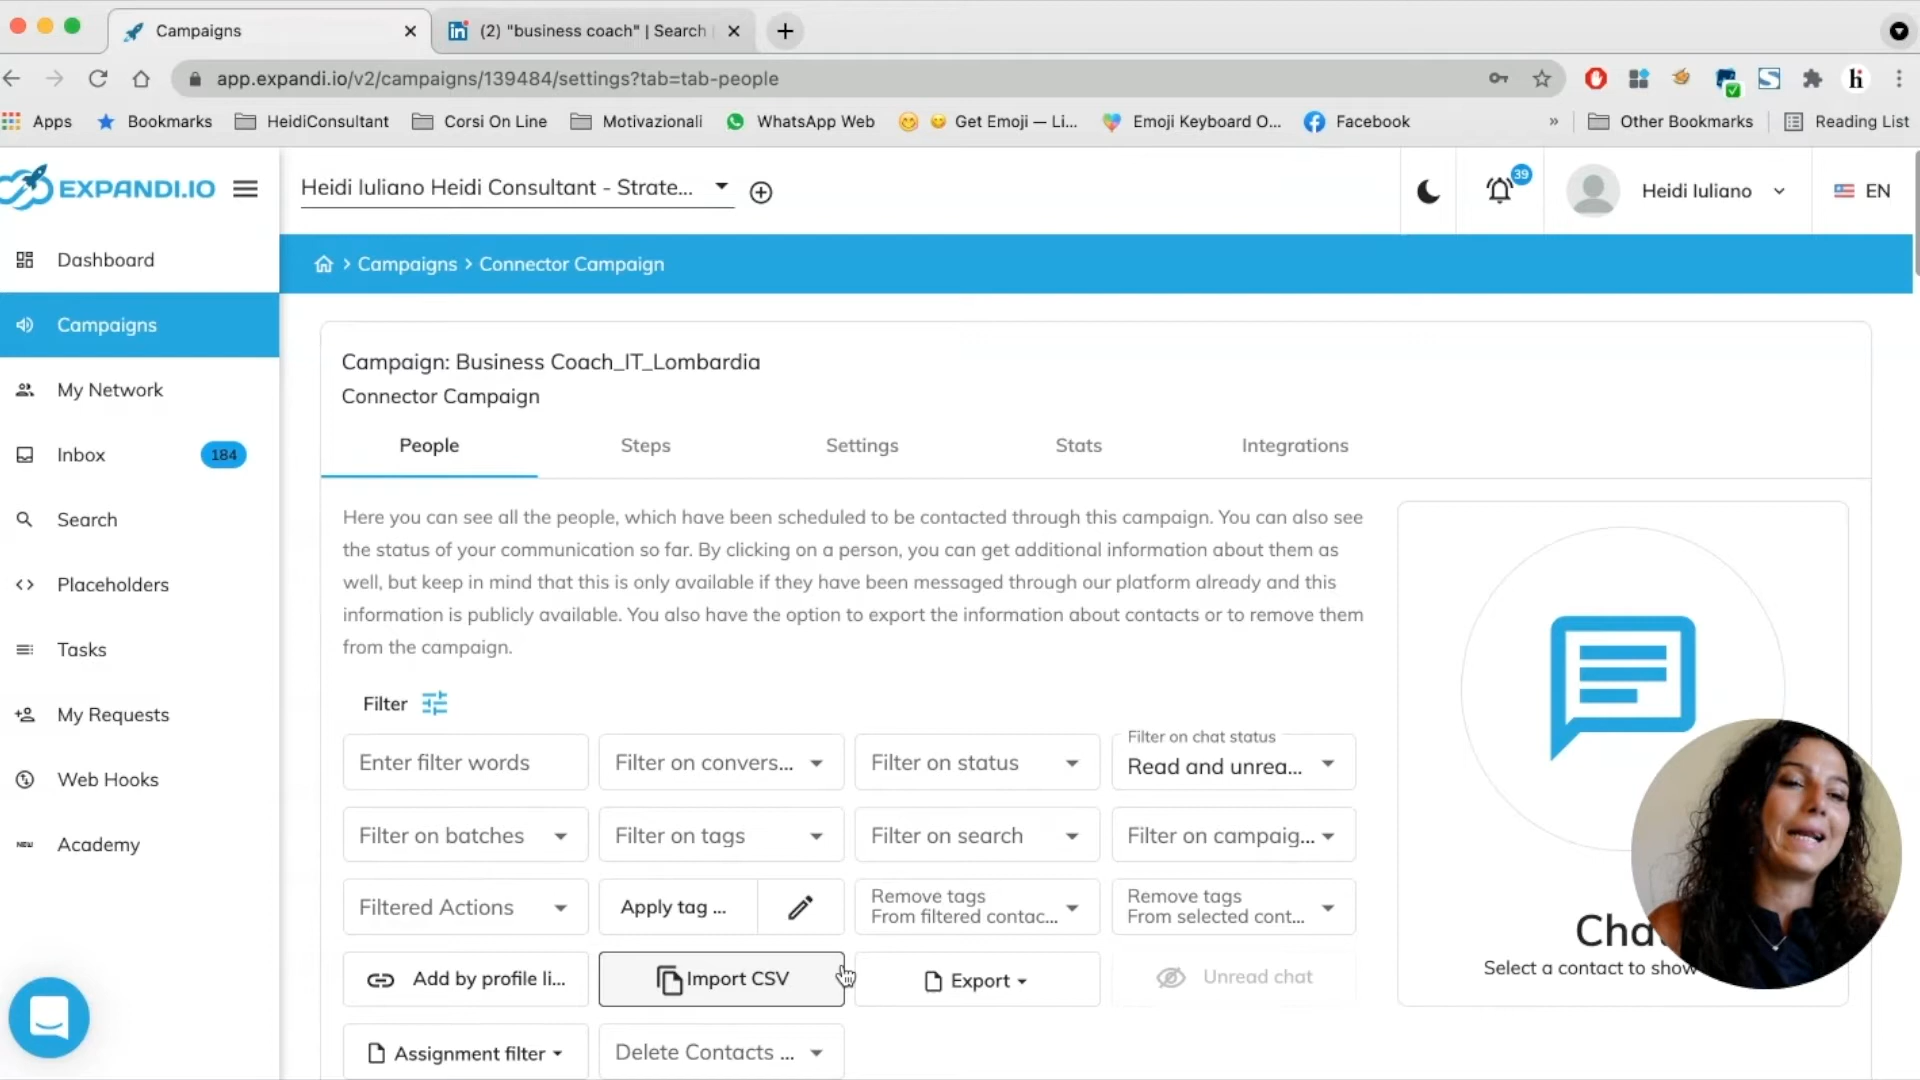 Campaigns
(2) "business coach" | Search
app.expandi.io/v2/campaigns/139484/settings?tab=tab-people
Apps
Bookmarks
HeidiConsultant
Corsi On Line
Motivazionali
WhatsApp Web
Get Emoji — Li...
Emoji Keyboard O...
Facebook
»
Other Bookmarks
Reading List
EXPANDI.IO
Heidi Iuliano Heidi Consultant - Strate...
39
Heidi Iuliano
EN
Dashboard
Campaigns
My Network
Inbox
184
Search
Placeholders
Tasks
My Requests
Web Hooks
NEW
Academy
> Campaigns > Connector Campaign
Campaign: Business Coach_IT_Lombardia
Connector Campaign
People
Steps
Settings
Stats
Integrations
Here you can see all the people, which have been scheduled to be contacted through this campaign. You can also see
the status of your communication so far. By clicking on a person, you can get additional information about them as
well, but keep in mind that this is only available if they have been messaged through our platform already and this
information is publicly available. You also have the option to export the information about contacts or to remove them
from the campaign.
Filter
Enter filter words
Filter on convers...
Filter on status
Filter on chat status
Read and unrea...
Filter on batches
Filter on tags
Filter on search
Filter on campaig...
Filtered Actions
Apply tag ...
Remove tags
From filtered contac...
Remove tags
From selected cont...
Add by profile li...
Import CSV
Export
Unread chat
Assignment filter
Delete Contacts ...
Select a contact to show